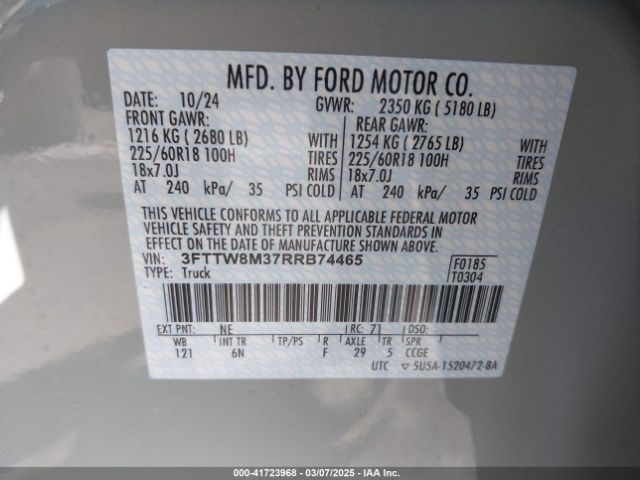 MFD. BY FORD MOTOR CO.
DATE: 10/24 GVWR: 2350 KG ( 5180 LB)
FRONT GAWR: REAR GAWR:
1216 KG ( 2680 LB) WITH 1254 KG ( 2765 LB) WITH
225/60R18 100H TIRES 225/60R18 100H TIRES
18x7.0J RIMS 18x7.0J RIMS
AT 240 kPa/ 35 PSI COLD AT 240 kPa/ 35 PSI COLD
THIS VEHICLE CONFORMS TO ALL APPLICABLE FEDERAL MOTOR
VEHICLE SAFETY AND THEFT PREVENTION STANDARDS IN
EFFECT ON THE DATE OF MANUFACTURE SHOWN ABOVE.
VIN: 3FTTW8M37RRB74465 F0185
TYPE: Truck T0304
EXT PNT: NE RC: 71 DSO:
WB INT TR TP/PS R AXLE TR SPR
121 6N F 29 5 CCGE
UTC ▽ 5U5A-1520472-BA
000-41723968 — 03/07/2025 — IAA Inc.